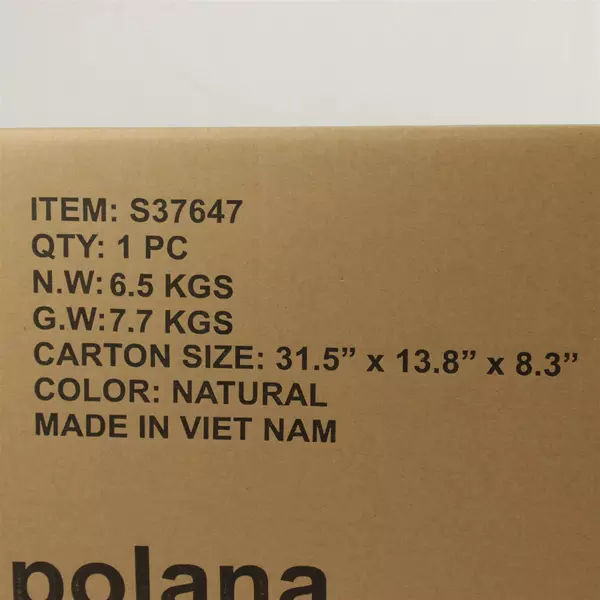 ITEM: S37647
QTY: 1 PC
N.W: 6.5 KGS
G.W: 7.7 KGS
CARTON SIZE: 31.5” x 13.8” x 8.3”
COLOR: NATURAL
MADE IN VIET NAM
polana